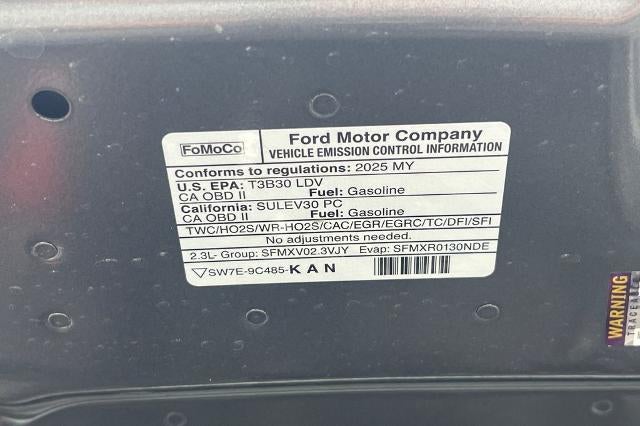 FoMoCo
Ford Motor Company
VEHICLE EMISSION CONTROL INFORMATION
Conforms to regulations: 2025 MY
U.S. EPA: T3B30 LDV
CA OBD II Fuel: Gasoline
California: SULEV30 PC
CA OBD II Fuel: Gasoline
TWC/HO2S/WR-HO2S/CAC/EGR/EGRC/TC/DFI/SFI
No adjustments needed.
2.3L- Group: SFMXV02.3VJY Evap: SFMXR0130NDE
SW7E-9C485-KAN
WARNING